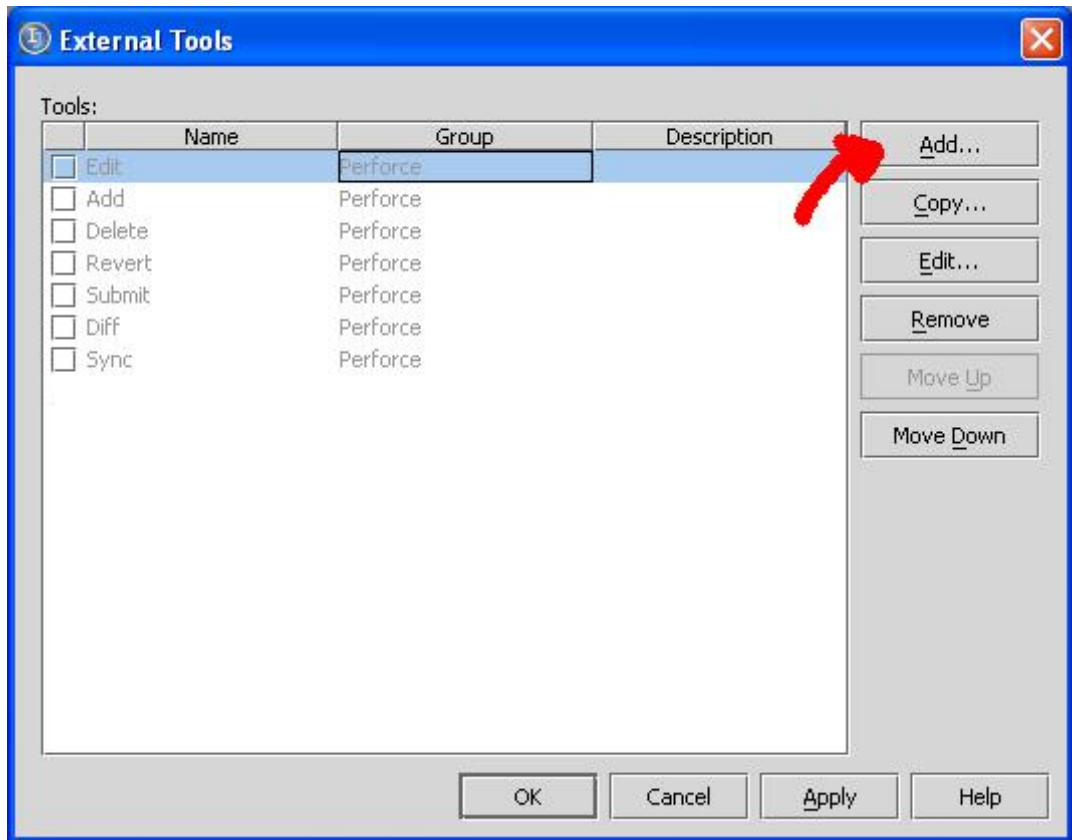 External Tools
Tools:
Name Group Description
Edit Perforce
Add Perforce
Delete Perforce
Revert Perforce
Submit Perforce
Diff Perforce
Sync Perforce
Add...
Copy...
Edit...
Remove
Move Up
Move Down
OK Cancel Apply Help